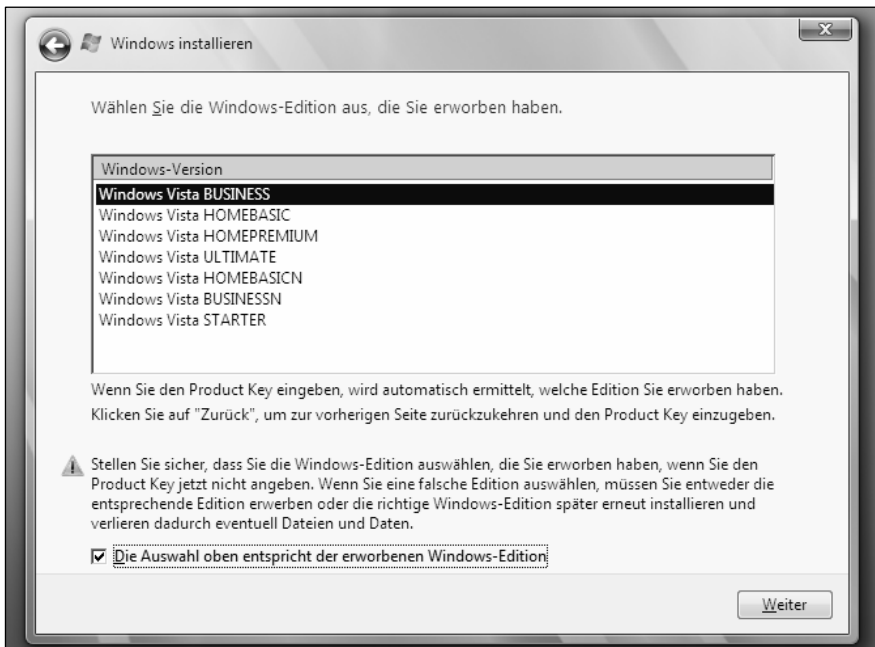 Windows installieren
Wählen Sie die Windows-Edition aus, die Sie erworben haben.
Windows-Version
Windows Vista BUSINESS
Windows Vista HOMEBASIC
Windows Vista HOMEPREMIUM
Windows Vista ULTIMATE
Windows Vista HOMEBASICN
Windows Vista BUSINESSN
Windows Vista STARTER
Wenn Sie den Product Key eingeben, wird automatisch ermittelt, welche Edition Sie erworben haben.
Klicken Sie auf "Zurück", um zur vorherigen Seite zurückzukehren und den Product Key einzugeben.
Stellen Sie sicher, dass Sie die Windows-Edition auswählen, die Sie erworben haben, wenn Sie den
Product Key jetzt nicht angeben. Wenn Sie eine falsche Edition auswählen, müssen Sie entweder die
entsprechende Edition erwerben oder die richtige Windows-Edition später erneut installieren und
verlieren dadurch eventuell Dateien und Daten.
Die Auswahl oben entspricht der erworbenen Windows-Edition
Weiter